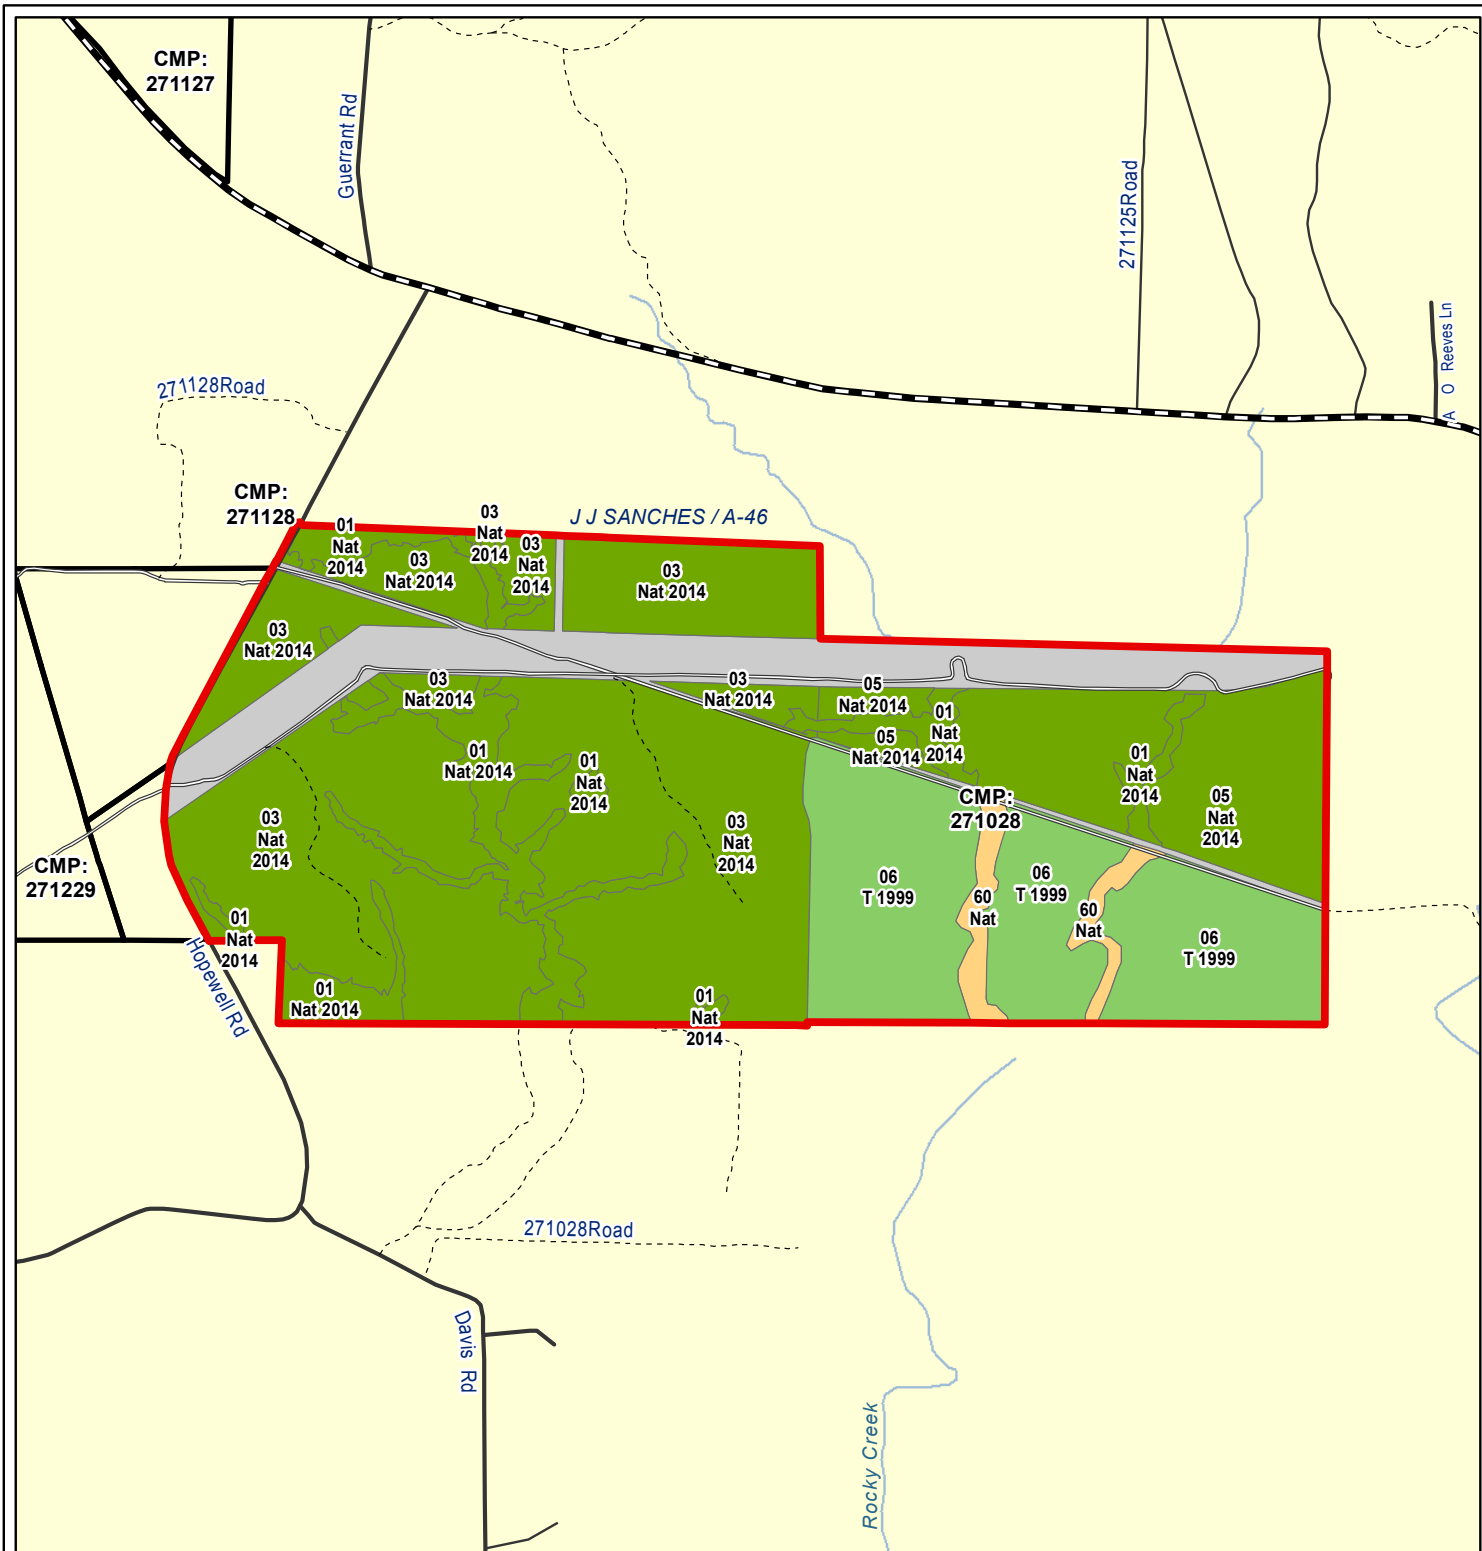 CMP:
271127
Guerrant Rd
271125Road
A O Reeves Ln
271128Road
CMP:
271128
J J SANCHES / A-46
01
Nat
2014
03
Nat 2014
03
Nat
2014
03
Nat
2014
03
Nat 2014
03
Nat 2014
03
Nat 2014
03
Nat 2014
05
Nat 2014
01
Nat
2014
05
Nat 2014
01
Nat 2014
01
Nat
2014
01
Nat
2014
05
Nat
2014
CMP:
271028
03
Nat
2014
03
Nat
2014
CMP:
271229
06
T 1999
60
Nat
06
T 1999
60
Nat
06
T 1999
01
Nat
2014
Hopewell Rd
01
Nat 2014
01
Nat
2014
271028Road
Davis Rd
Rocky Creek